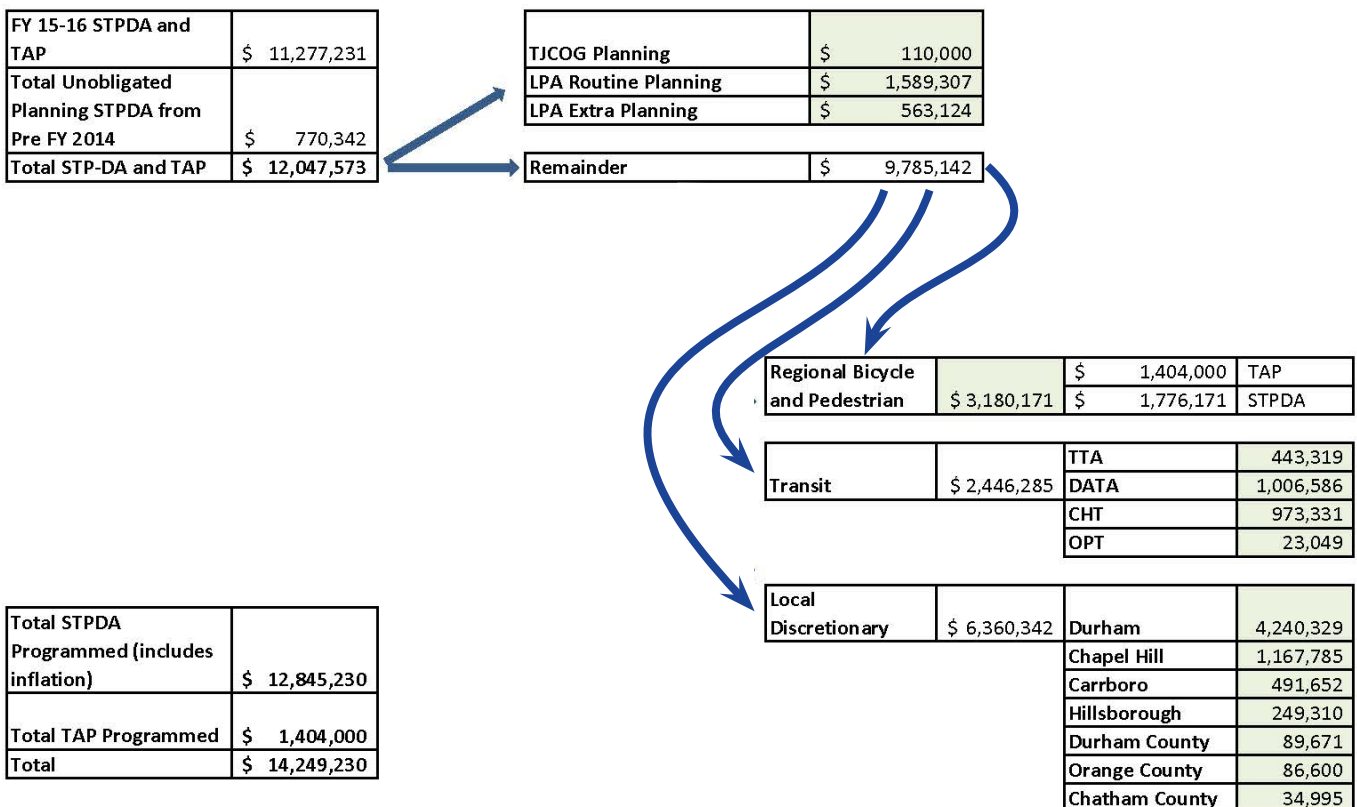 FY 15-16 STPDA and
TAP $ 11,277,231
Total Unobligated
Planning STPDA from
Pre FY 2014 $ 770,342
Total STP-DA and TAP $ 12,047,573
TJCOG Planning $ 110,000
LPA Routine Planning $ 1,589,307
LPA Extra Planning $ 563,124
Remainder $ 9,785,142
Regional Bicycle
and Pedestrian $ 3,180,171
$ 1,404,000 TAP
$ 1,776,171 STPDA
Transit $ 2,446,285
TTA 443,319
DATA 1,006,586
CHT 973,331
OPT 23,049
Local
Discretionary $ 6,360,342
Durham 4,240,329
Chapel Hill 1,167,785
Carrboro 491,652
Hillsborough 249,310
Durham County 89,671
Orange County 86,600
Chatham County 34,995
Total STPDA
Programmed (includes
inflation) $ 12,845,230
Total TAP Programmed $ 1,404,000
Total $ 14,249,230